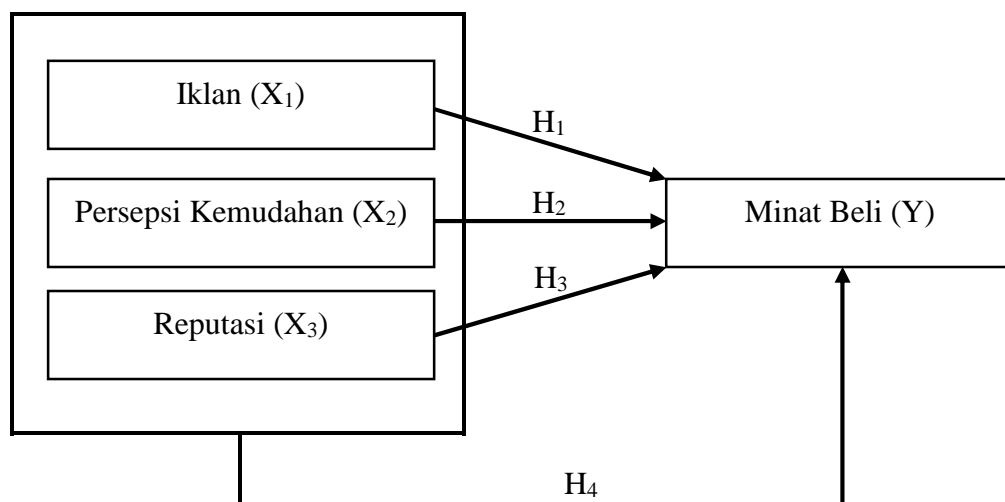 Iklan (X₁)
H₁
Persepsi Kemudahan (X₂)
H₂
Minat Beli (Y)
H₃
Reputasi (X₃)
H₄